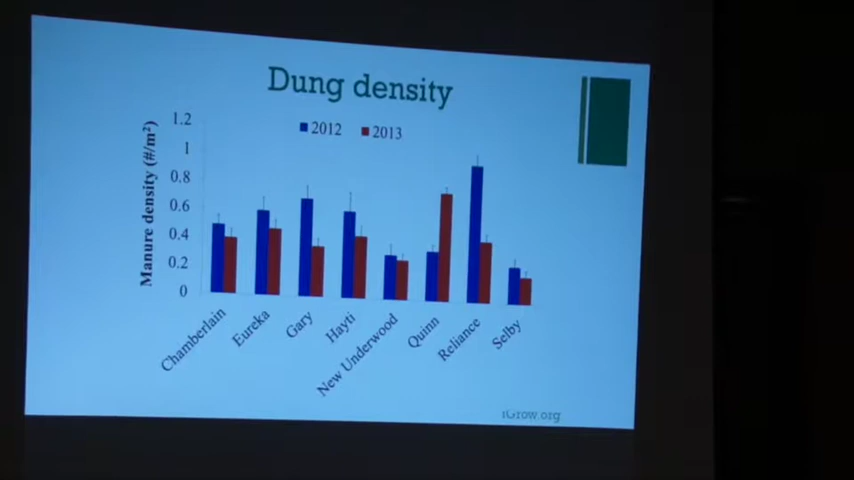 Dung density
2012 2013
Manure density (#/m²)
1.2
1
0.8
0.6
0.4
0.2
0
Chamberlain
Eureka
Gary
Hayti
New Underwood
Quinn
Reliance
Selby
iGrow.org